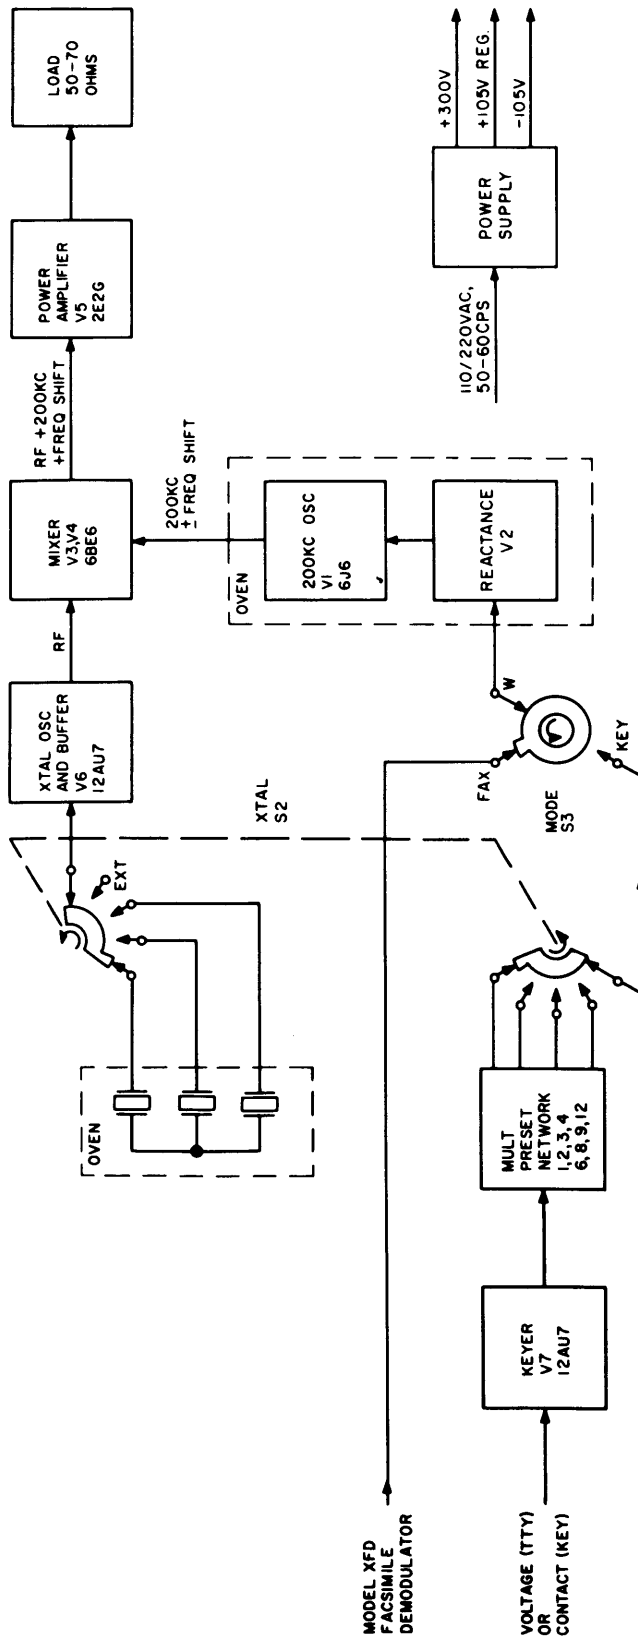 LOAD
50-70
OHMS
POWER
AMPLIFIER
V5
2E26
RF +200KC
+FREQ SHIFT
MIXER
V3,V4
6BE6
RF
XTAL OSC
AND BUFFER
V6
12AU7
EXT
XTAL
S2
OVEN
200KC
± FREQ SHIFT
OVEN
200KC OSC
V1
6J6
REACTANCE
V2
W
FAX
KEY
MODE
S3
+300V
+105V REG.
-105V
POWER
SUPPLY
110/220VAC,
50-60CPS
MULT
PRESET
NETWORK
1,2,3,4
6,8,9,12
KEYER
V7
12AU7
MODEL XFD
FACSIMILE
DEMODULATOR
VOLTAGE (TTY)
OR
CONTACT (KEY)